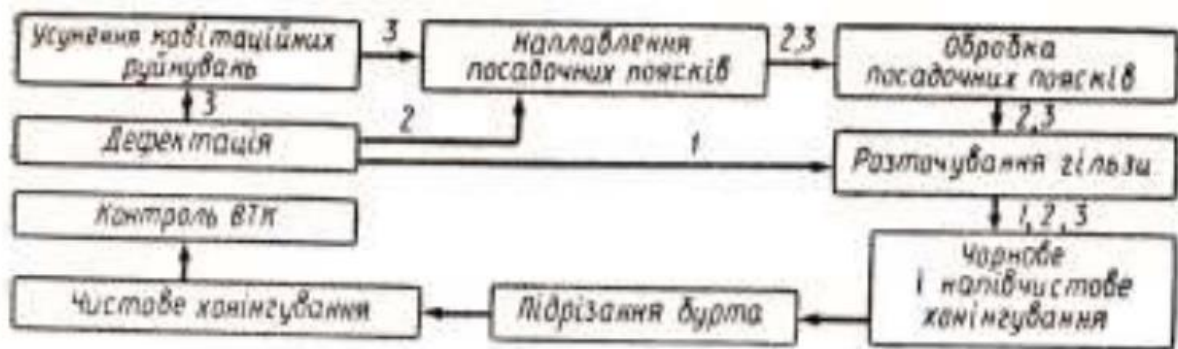 Усунення кавітаційних
руйнувань
3
Наплавлення
посадочних поясків
2,3
Обробка
посадочних поясків
3
2,3
Дефектація
2
1
Розточування гільзи
1, 2, 3
Контроль ВТК
Чорнове
і напівчистове
хонінгування
Підрізання бурта
Чистове хонінгування